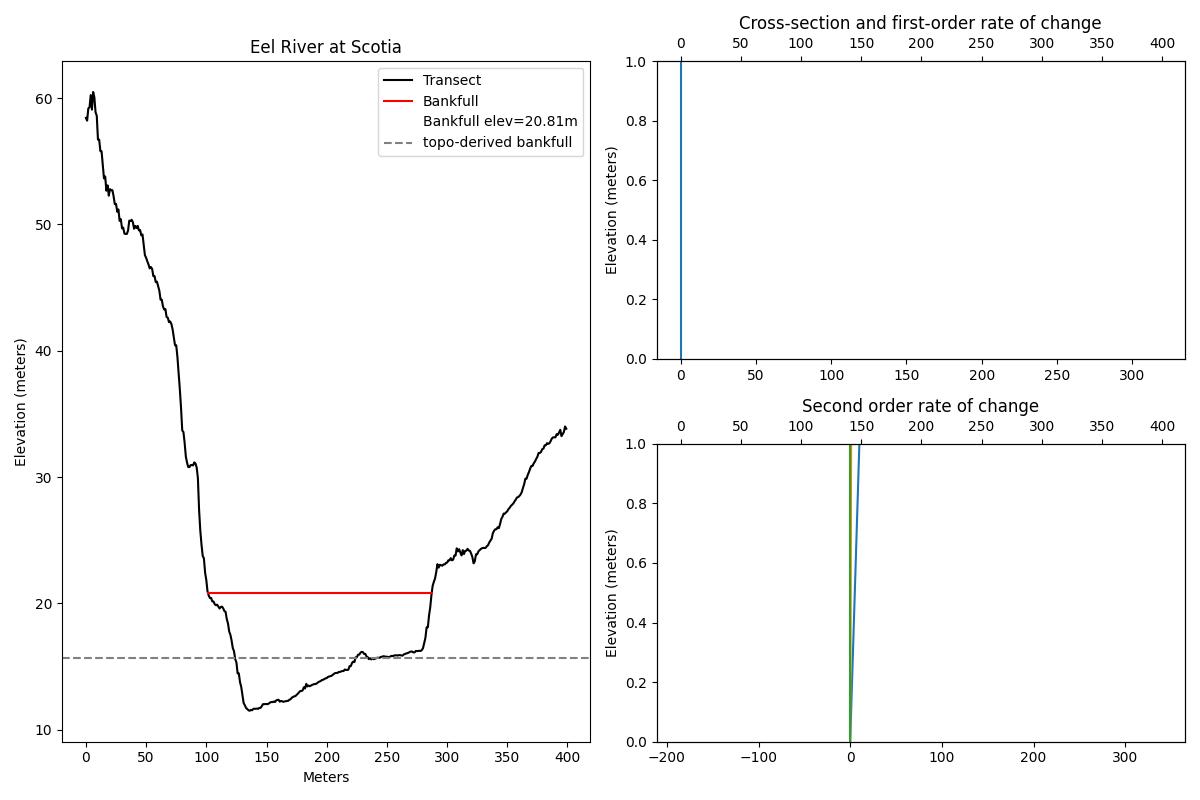 Eel River at Scotia
Transect
Bankfull
Bankfull elev=20.81m
topo-derived bankfull
60
50
40
30
20
10
Elevation (meters)
0 50 100 150 200 250 300 350 400
Meters
Cross-section and first-order rate of change
0 50 100 150 200 250 300 350 400
1.0
0.8
0.6
0.4
0.2
0.0
Elevation (meters)
0 50 100 150 200 250 300
Second order rate of change
0 50 100 150 200 250 300 350 400
1.0
0.8
0.6
0.4
0.2
0.0
Elevation (meters)
−200 −100 0 100 200 300